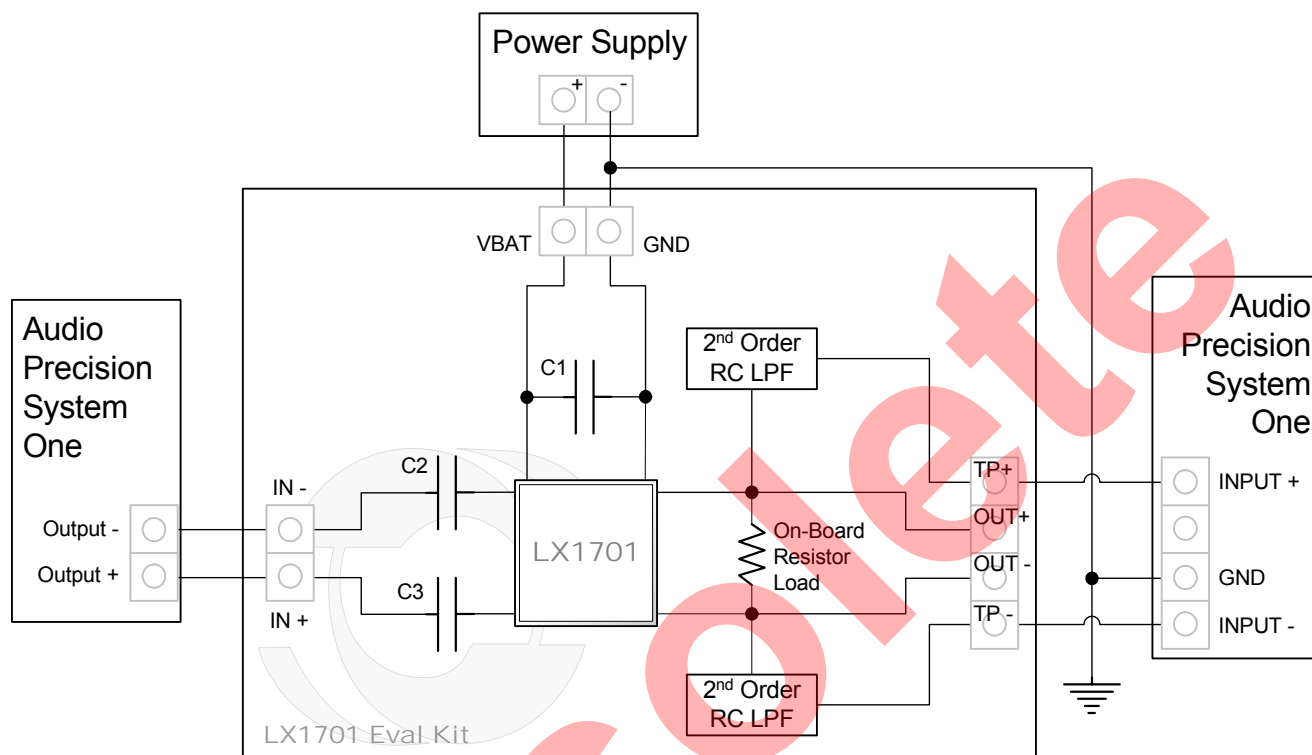 Power Supply
+
-
VBAT
GND
Audio
Precision
System
One
Output -
Output +
IN -
IN +
C1
C2
C3
LX1701
2nd Order
RC LPF
On-Board
Resistor
Load
2nd Order
RC LPF
TP+
OUT+
OUT -
TP -
Audio
Precision
System
One
INPUT +
GND
INPUT -
LX1701 Eval Kit
olete